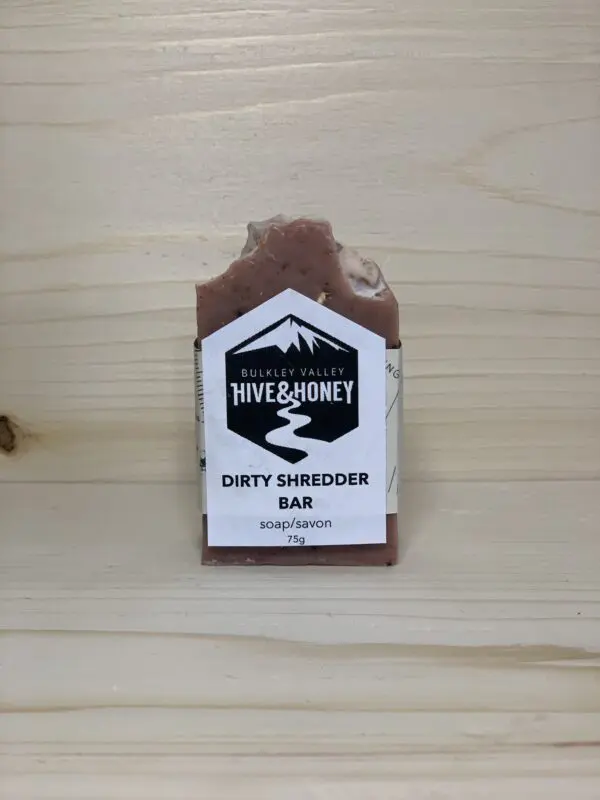 BULKLEY VALLEY
HIVE&HONEY
DIRTY SHREDDER
BAR
soap/savon
75g